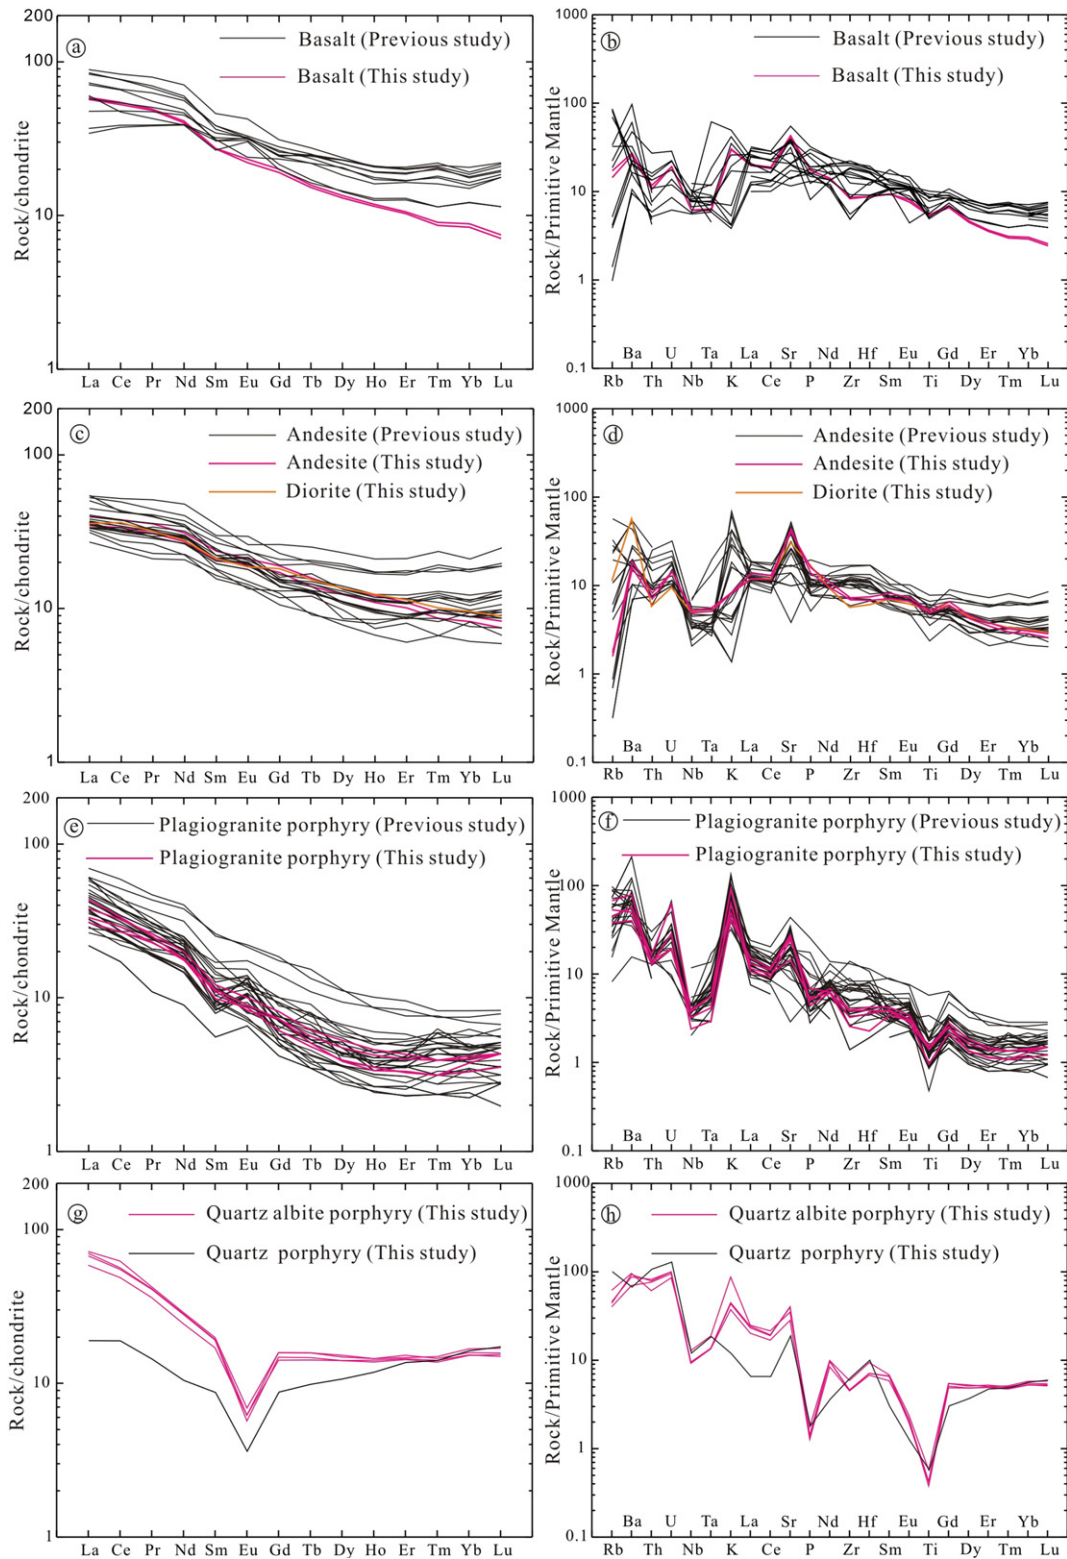 200
ⓐ
Basalt (Previous study)
Basalt (This study)
100
10
1
Rock/chondrite
La Ce Pr Nd Sm Eu Gd Tb Dy Ho Er Tm Yb Lu
1000
ⓑ
Basalt (Previous study)
Basalt (This study)
100
10
1
0.1
Rock/Primitive Mantle
Ba U Ta La Sr Nd Hf Eu Gd Er Yb
Rb Th Nb K Ce P Zr Sm Ti Dy Tm Lu
200
ⓒ
Andesite (Previous study)
Andesite (This study)
Diorite (This study)
100
10
1
Rock/chondrite
La Ce Pr Nd Sm Eu Gd Tb Dy Ho Er Tm Yb Lu
1000
ⓓ
Andesite (Previous study)
Andesite (This study)
Diorite (This study)
100
10
1
0.1
Rock/Primitive Mantle
Ba U Ta La Sr Nd Hf Eu Gd Er Yb
Rb Th Nb K Ce P Zr Sm Ti Dy Tm Lu
200
ⓔ
Plagiogranite porphyry (Previous study)
Plagiogranite porphyry (This study)
100
10
1
Rock/chondrite
La Ce Pr Nd Sm Eu Gd Tb Dy Ho Er Tm Yb Lu
1000
ⓕ
Plagiogranite porphyry (Previous study)
Plagiogranite porphyry (This study)
100
10
1
0.1
Rock/Primitive Mantle
Ba U Ta La Sr Nd Hf Eu Gd Er Yb
Rb Th Nb K Ce P Zr Sm Ti Dy Tm Lu
200
ⓖ
Quartz albite porphyry (This study)
Quartz porphyry (This study)
100
10
1
Rock/chondrite
La Ce Pr Nd Sm Eu Gd Tb Dy Ho Er Tm Yb Lu
1000
ⓗ
Quartz albite porphyry (This study)
Quartz porphyry (This study)
100
10
1
0.1
Rock/Primitive Mantle
Ba U Ta La Sr Nd Hf Eu Gd Er Yb
Rb Th Nb K Ce P Zr Sm Ti Dy Tm Lu